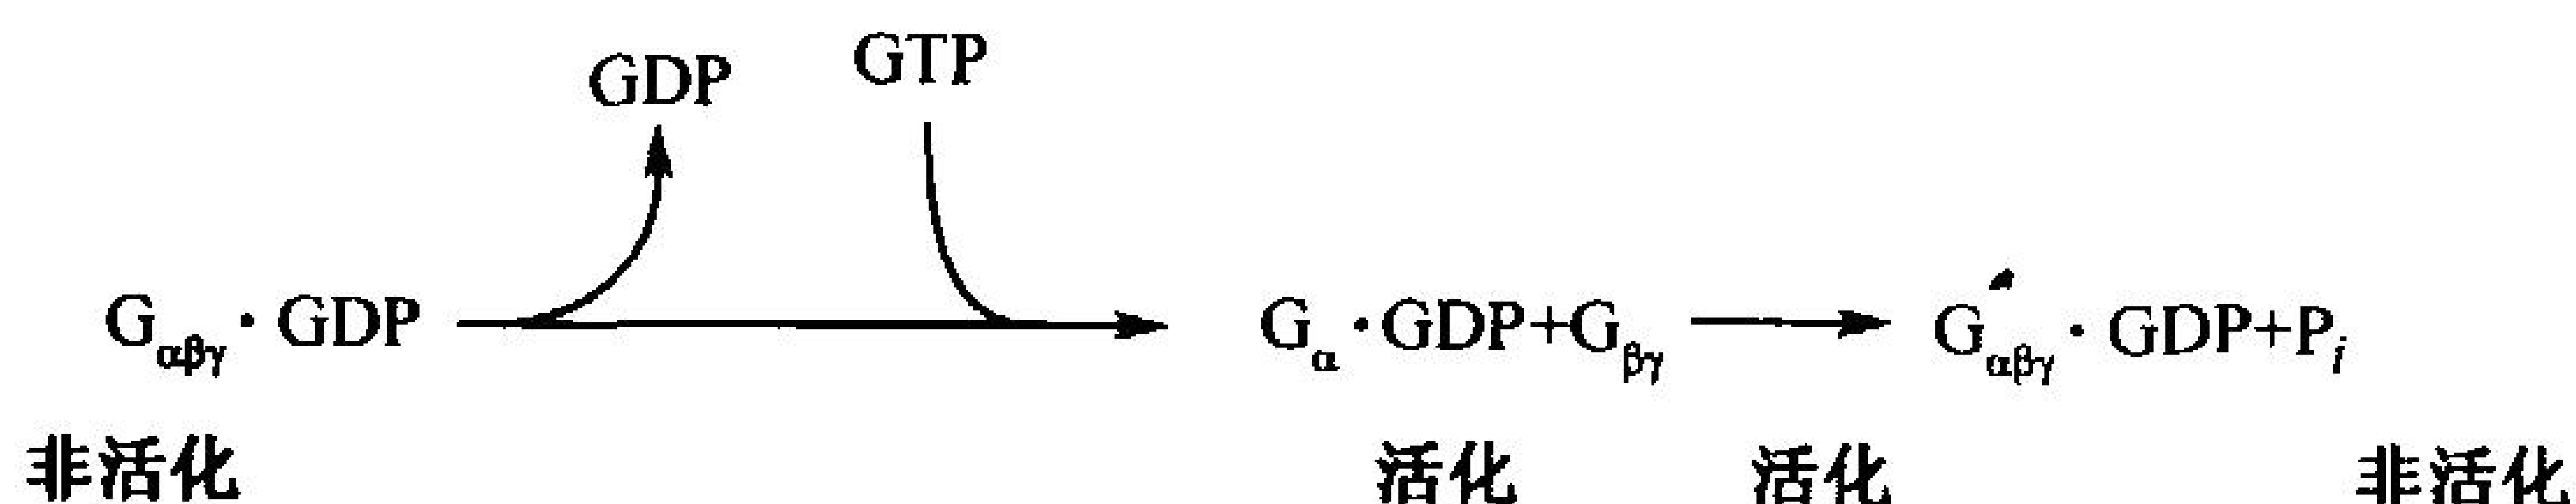 GDP GTP
Gαβγ · GDP Gα · GDP+Gβγ Gαβγ · GDP+Pi
非活化 活化 活化 非活化